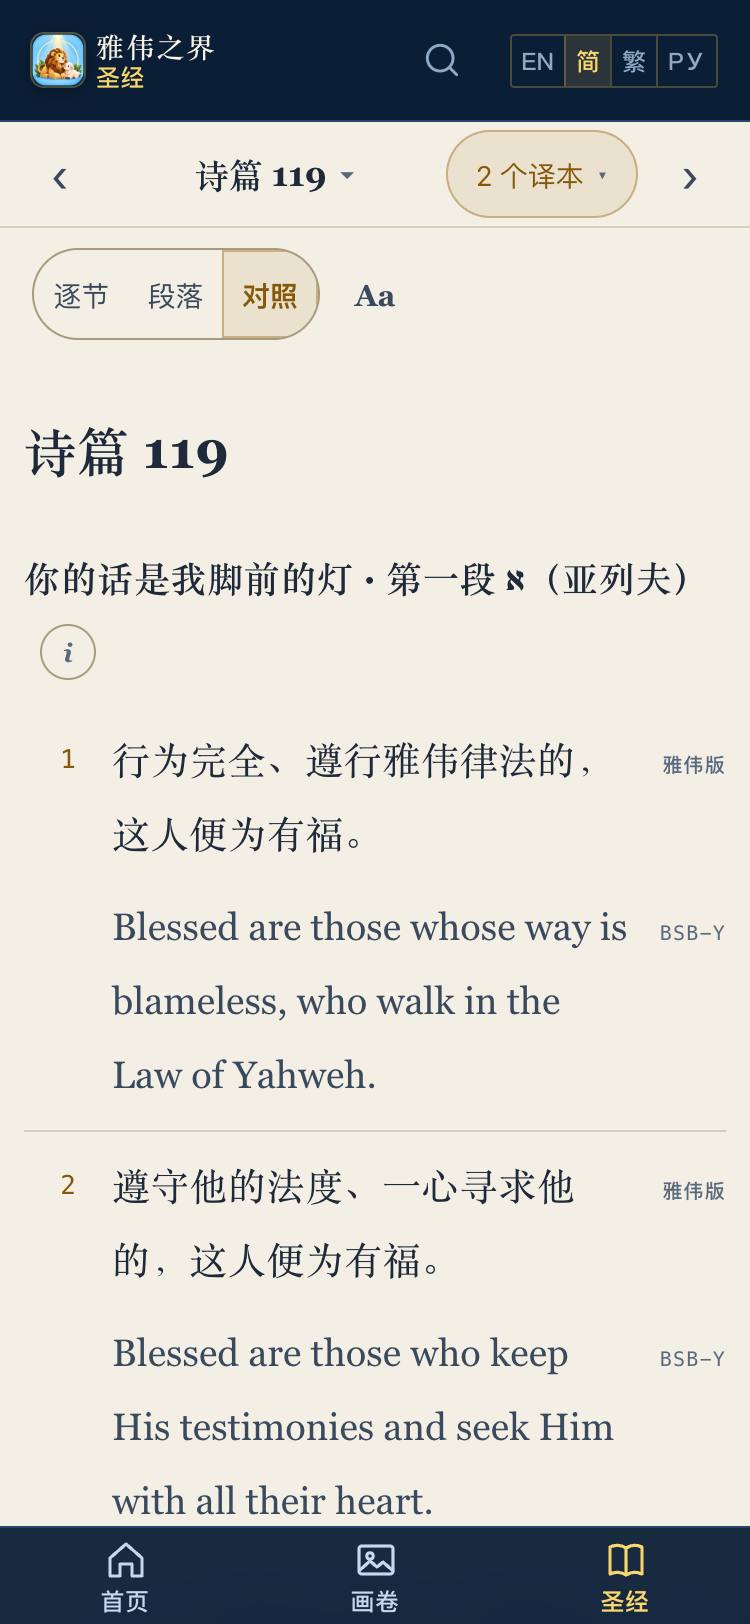 雅伟之界
圣经
EN 简 繁 РУ
‹ 诗篇 119 2 个译本 ›
逐节 段落 对照 Aa
诗篇 119
你的话是我脚前的灯 · 第一段 א（亚列夫）
i
1 行为完全、遵行雅伟律法的， 雅伟版
这人便为有福。
Blessed are those whose way is BSB–Y
blameless, who walk in the
Law of Yahweh.
2 遵守他的法度、一心寻求他 雅伟版
的，这人便为有福。
Blessed are those who keep BSB–Y
His testimonies and seek Him
with all their heart.
首页 画卷 圣经